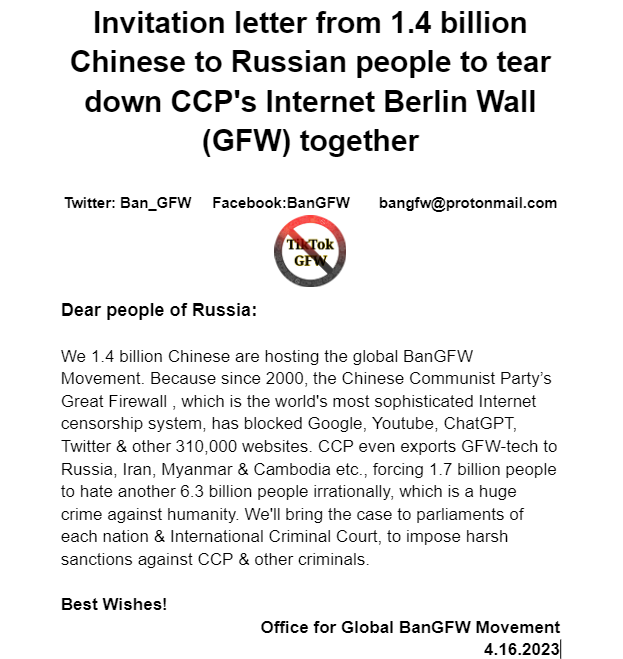 Invitation letter from 1.4 billion
Chinese to Russian people to tear
down CCP's Internet Berlin Wall
(GFW) together
Twitter: Ban_GFW Facebook:BanGFW bangfw@protonmail.com
TikTok
GFW
Dear people of Russia:
We 1.4 billion Chinese are hosting the global BanGFW
Movement. Because since 2000, the Chinese Communist Party’s
Great Firewall , which is the world's most sophisticated Internet
censorship system, has blocked Google, Youtube, ChatGPT,
Twitter & other 310,000 websites. CCP even exports GFW-tech to
Russia, Iran, Myanmar & Cambodia etc., forcing 1.7 billion people
to hate another 6.3 billion people irrationally, which is a huge
crime against humanity. We'll bring the case to parliaments of
each nation & International Criminal Court, to impose harsh
sanctions against CCP & other criminals.
Best Wishes!
Office for Global BanGFW Movement
4.16.2023